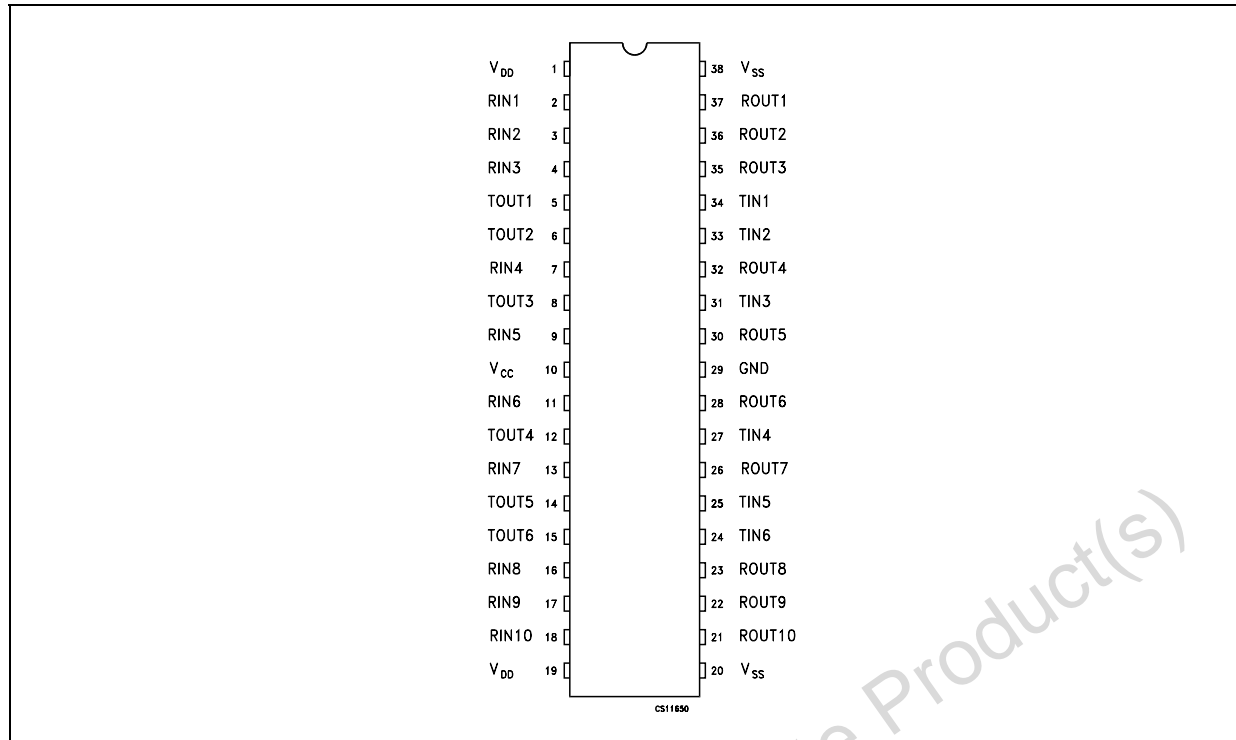 VDD 1 38 VSS
RIN1 2 37 ROUT1
RIN2 3 36 ROUT2
RIN3 4 35 ROUT3
TOUT1 5 34 TIN1
TOUT2 6 33 TIN2
RIN4 7 32 ROUT4
TOUT3 8 31 TIN3
RIN5 9 30 ROUT5
VCC 10 29 GND
RIN6 11 28 ROUT6
TOUT4 12 27 TIN4
RIN7 13 26 ROUT7
TOUT5 14 25 TIN5
TOUT6 15 24 TIN6
RIN8 16 23 ROUT8
RIN9 17 22 ROUT9
RIN10 18 21 ROUT10
VDD 19 20 VSS
CS11650
Product(s)